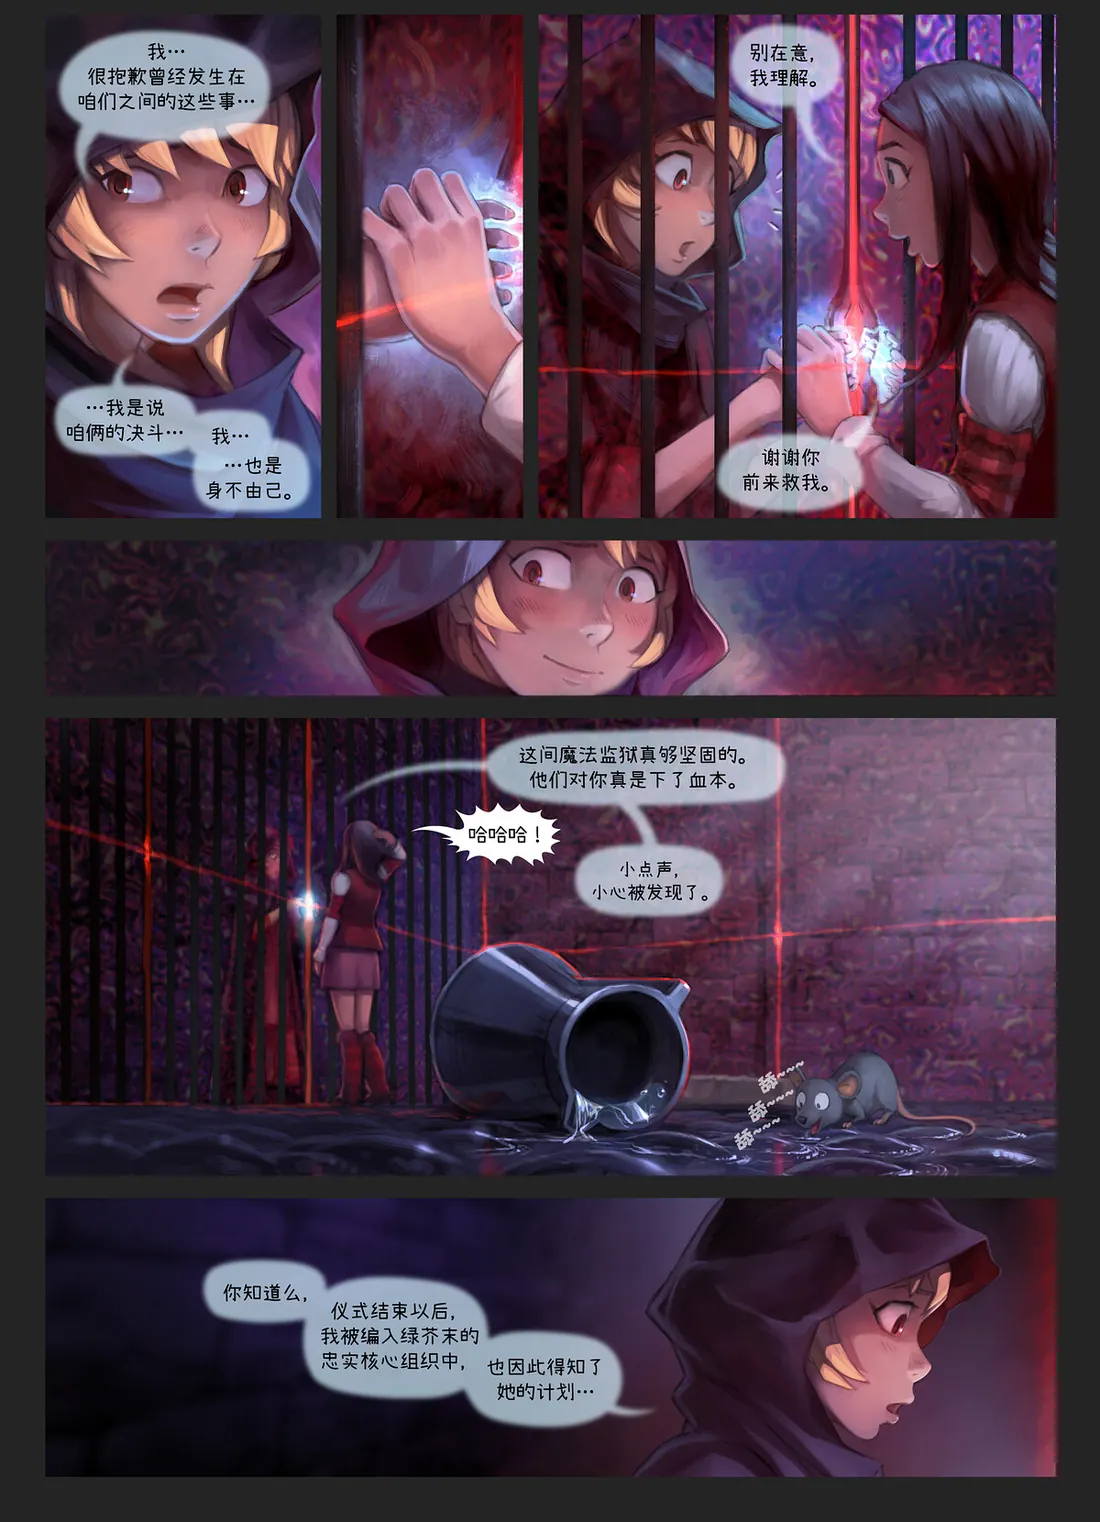 我…
很抱歉曾经发生在
咱们之间的这些事…
…我是说
咱俩的决斗…
我…
…也是
身不由己。
别在意，
我理解。
谢谢你
前来救我。
这间魔法监狱真够坚固的。
他们对你真是下了血本。
哈哈哈！
小点声，
小心被发现了。
舔~~~
舔~~~
舔~~~
你知道么，
仪式结束以后，
我被编入绿芥末的
忠实核心组织中，
也因此得知了
她的计划…